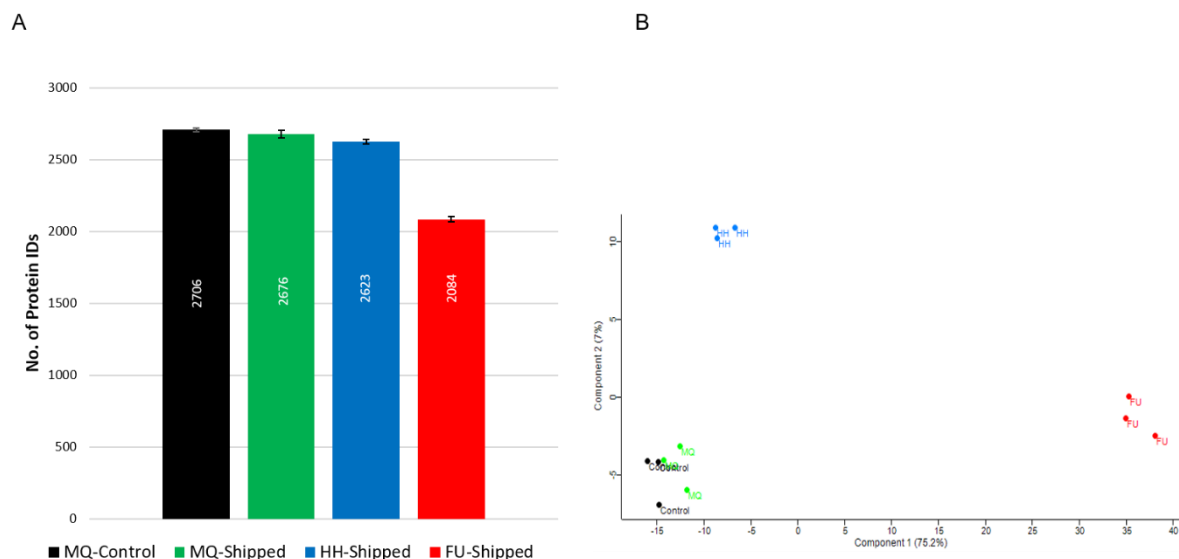 A
B
3000
2500
2000
1500
1000
500
0
No. of Protein IDs
2706
2676
2623
2084
MQ-Control MQ-Shipped HH-Shipped FU-Shipped
10
5
0
-5
Component 2 (7%)
HH HH
HH
FU
FU
FU
MQ
MQ
Control
MQ
Control
-15 -10 -5 0 5 10 15 20 25 30 35 40
Component 1 (75.2%)